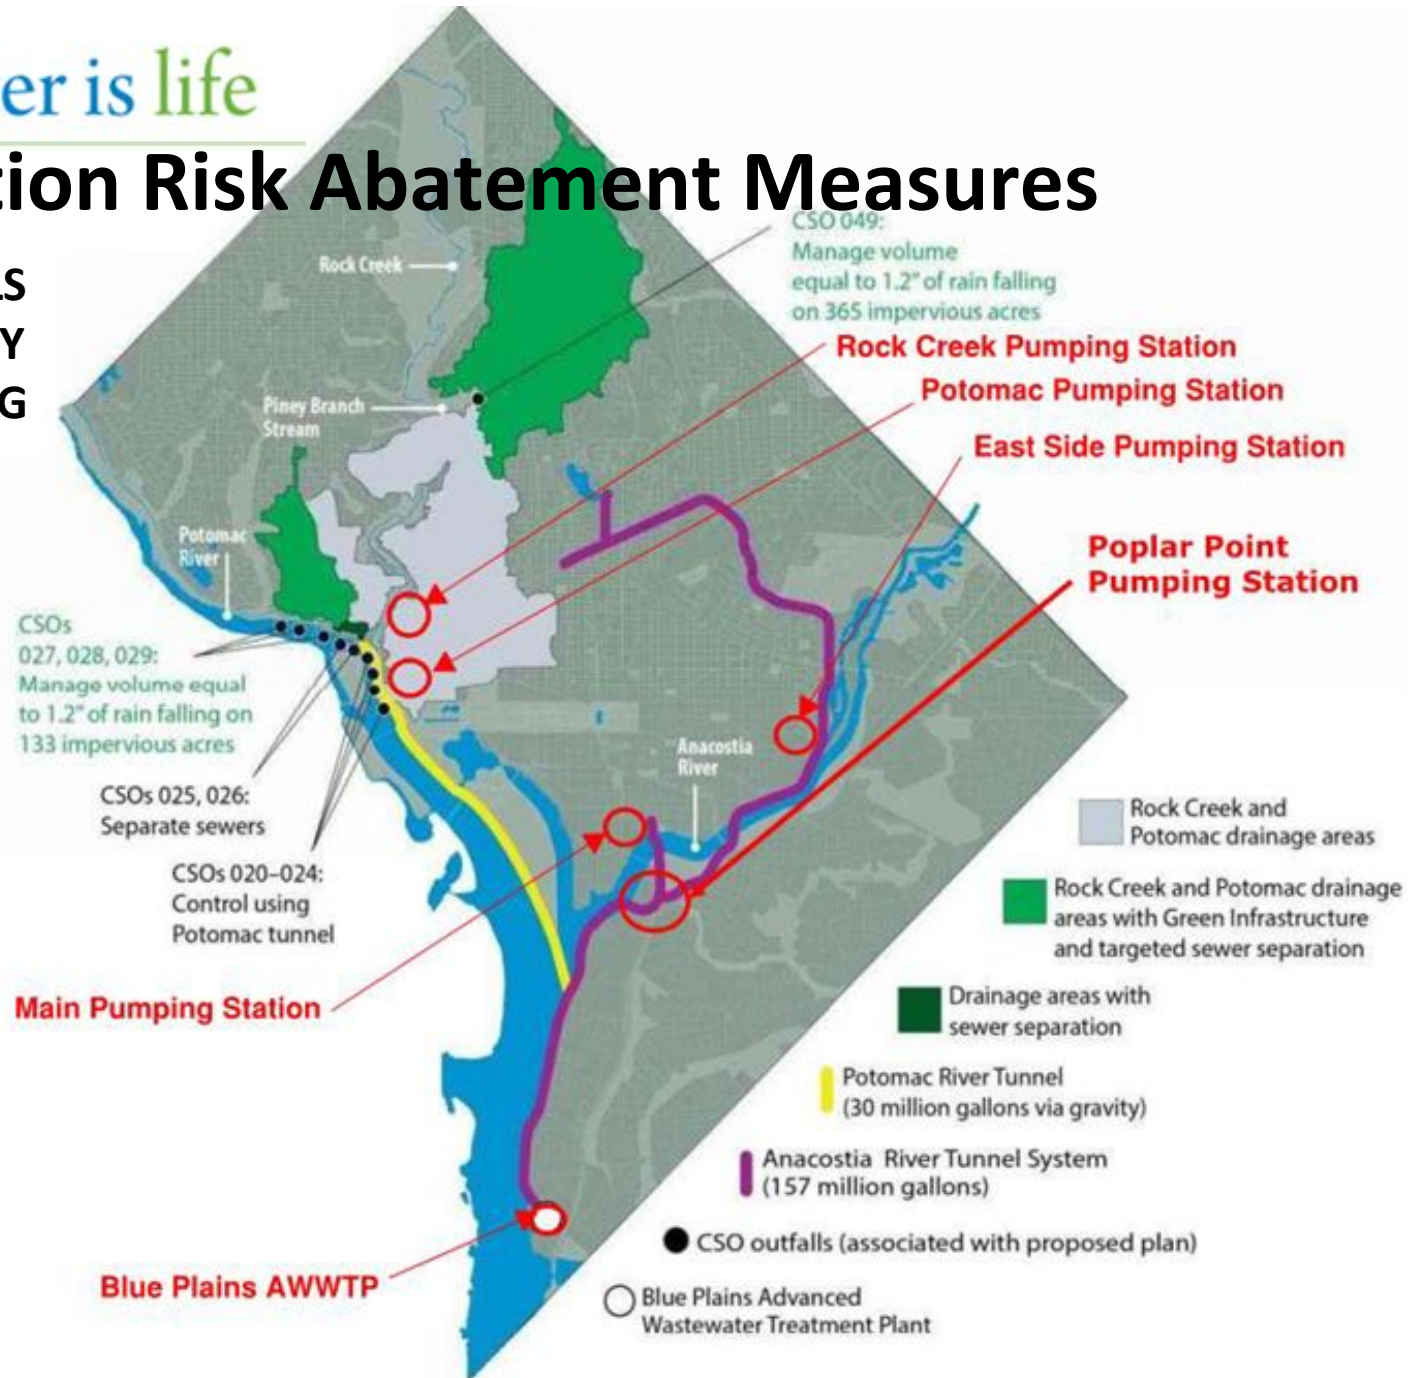 er is life
tion Risk Abatement Measures
LS
Y
G
CSO 049:
Manage volume
equal to 1.2" of rain falling
on 365 impervious acres
Rock Creek
Rock Creek Pumping Station
Potomac Pumping Station
Piney Branch
Stream
East Side Pumping Station
Potomac
River
Poplar Point
Pumping Station
CSOs
027, 028, 029:
Manage volume equal
to 1.2" of rain falling on
133 impervious acres
Anacostia
River
CSOs 025, 026:
Separate sewers
CSOs 020–024:
Control using
Potomac tunnel
Main Pumping Station
Blue Plains AWWTP
Rock Creek and
Potomac drainage areas
Rock Creek and Potomac drainage
areas with Green Infrastructure
and targeted sewer separation
Drainage areas with
sewer separation
Potomac River Tunnel
(30 million gallons via gravity)
Anacostia River Tunnel System
(157 million gallons)
CSO outfalls (associated with proposed plan)
Blue Plains Advanced
Wastewater Treatment Plant